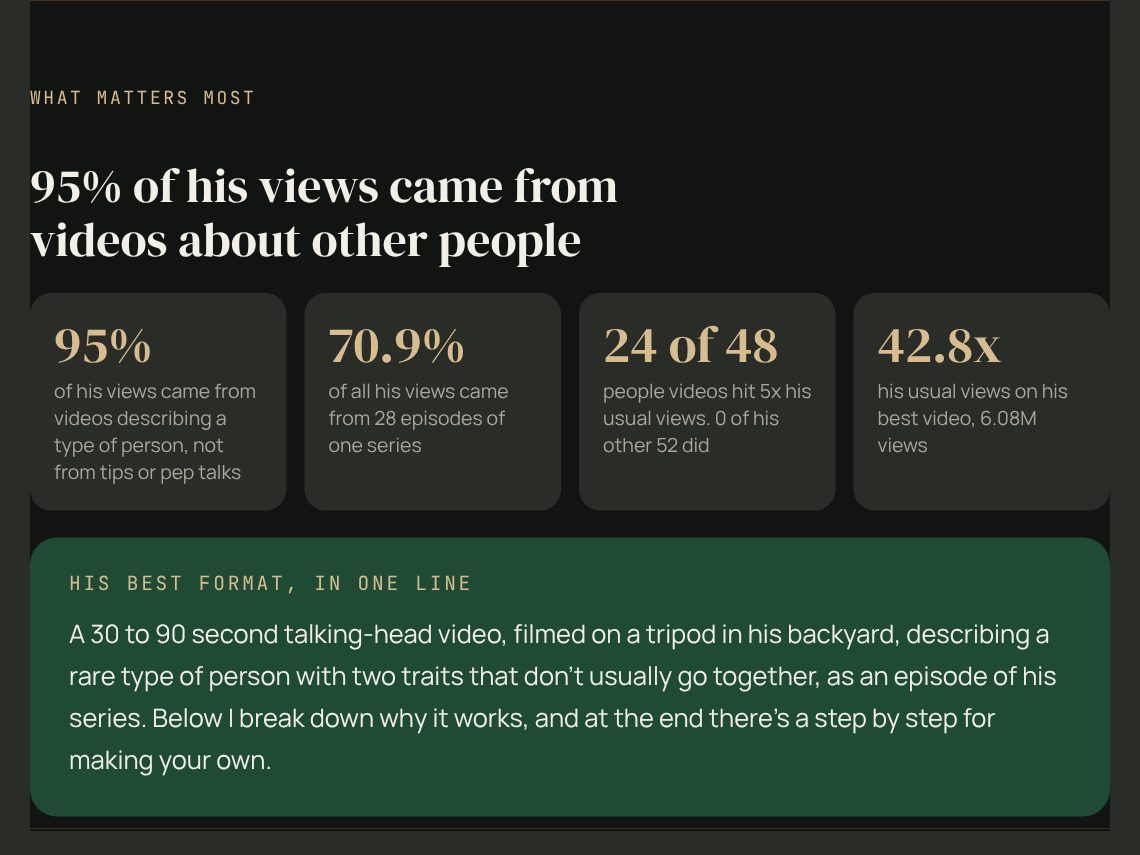 WHAT MATTERS MOST
95% of his views came from
videos about other people
95%
of his views came from
videos describing a
type of person, not
from tips or pep talks
70.9%
of all his views came
from 28 episodes of
one series
24 of 48
people videos hit 5x his
usual views. 0 of his
other 52 did
42.8x
his usual views on his
best video, 6.08M
views
HIS BEST FORMAT, IN ONE LINE
A 30 to 90 second talking-head video, filmed on a tripod in his backyard, describing a
rare type of person with two traits that don’t usually go together, as an episode of his
series. Below I break down why it works, and at the end there’s a step by step for
making your own.